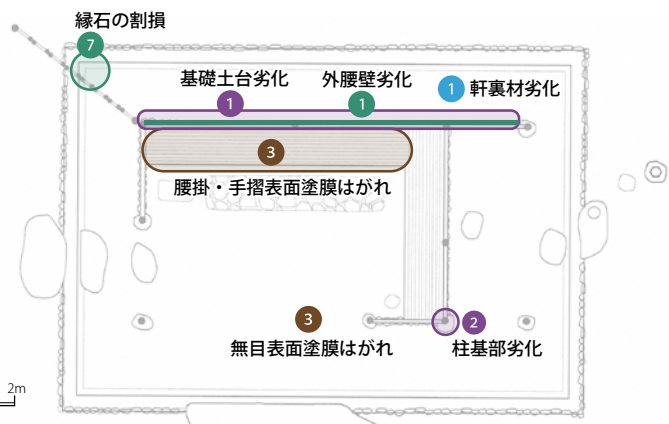 縁石の割損
7
基礎土台劣化
1
外腰壁劣化
1
1 軒裏材劣化
3
腰掛・手摺表面塗膜はがれ
3
無目表面塗膜はがれ
2
柱基部劣化
2m